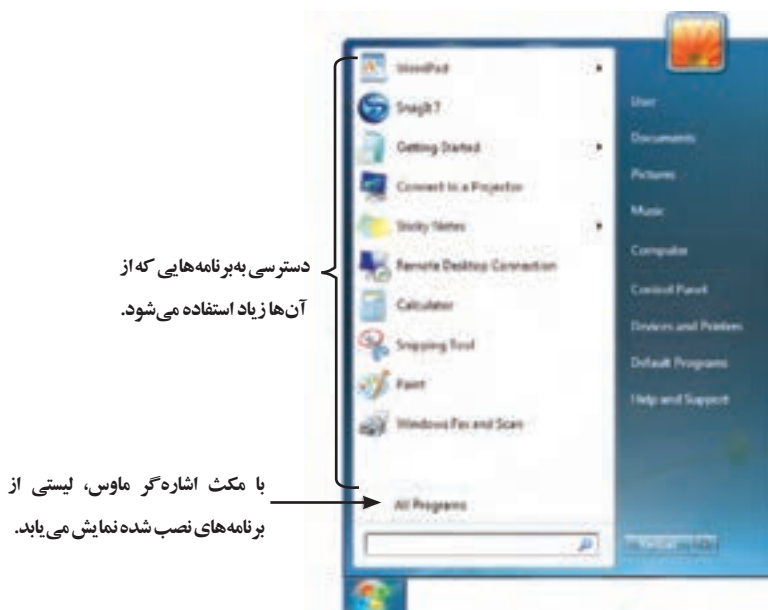 WordPad
SnagIt 7
Getting Started
Connect to a Projector
Sticky Notes
Remote Desktop Connection
Calculator
Snipping Tool
Paint
Windows Fax and Scan
All Programs
User
Documents
Pictures
Music
Computer
Control Panel
Devices and Printers
Default Programs
Help and Support
دسترسی به‌برنامه‌هایی که از
آن‌ها زیاد استفاده می‌شود.
با مکث اشاره‌گر ماوس، لیستی از
برنامه‌های نصب شده نمایش می‌یابد.